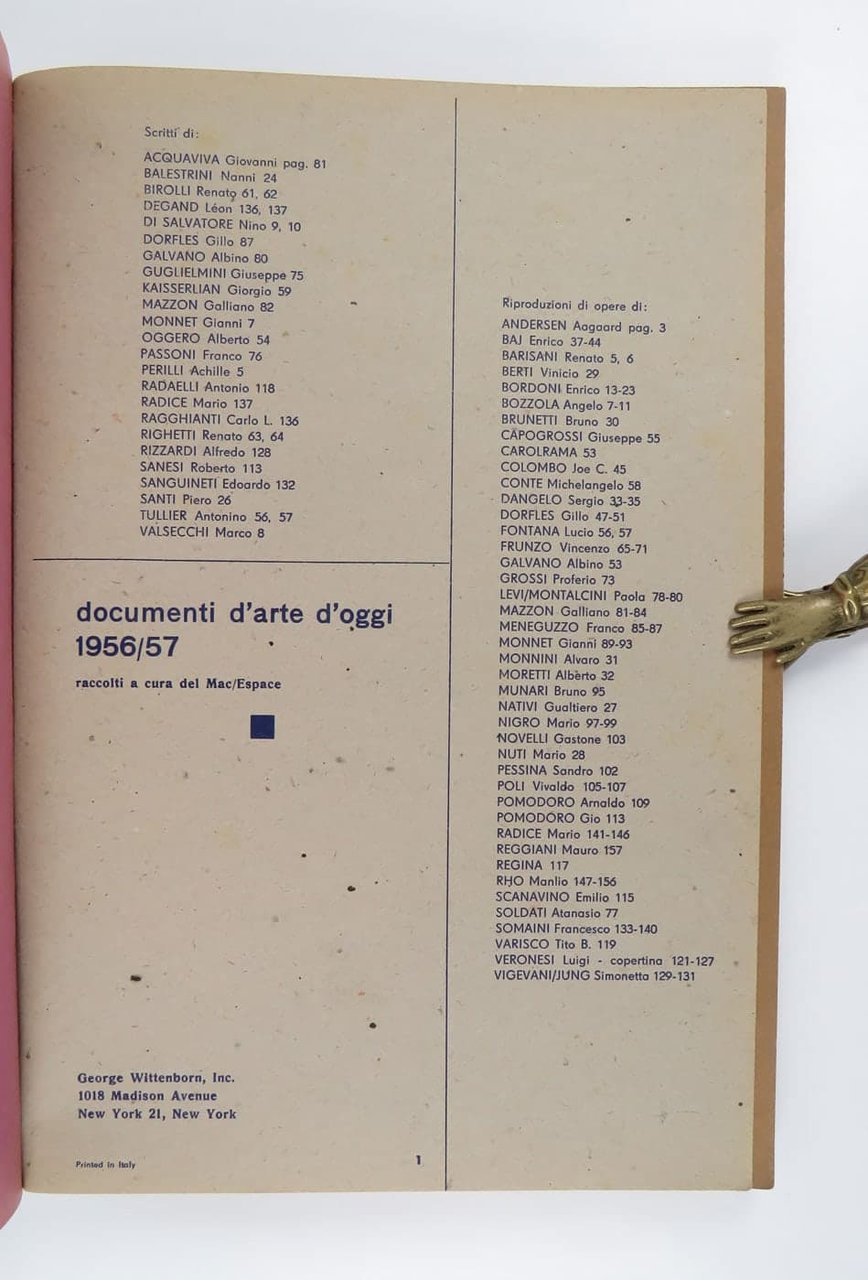 Scritti di:
ACQUAVIVA Giovanni pag. 81
BALESTRINI Nanni 24
BIROLLI Renato 61, 62
DEGAND Léon 136, 137
DI SALVATORE Nino 9, 10
DORFLES Gillo 87
GALVANO Albino 80
GUGLIELMINI Giuseppe 75
KAISSERLIAN Giorgio 59
MAZZON Galliano 82
MONNET Gianni 7
OGGERO Alberto 54
PASSONI Franco 76
PERILLI Achille 5
RADAELLI Antonio 118
RADICE Mario 137
RAGGHIANTI Carlo L. 136
RIGHETTI Renato 63, 64
RIZZARDI Alfredo 128
SANESI Roberto 113
SANGUINETI Edoardo 132
SANTI Piero 26
TULLIER Antonino 56, 57
VALSECCHI Marco 8
documenti d'arte d'oggi
1956/57
raccolti a cura del Mac/Espace
George Wittenborn, Inc.
1018 Madison Avenue
New York 21, New York
Printed in Italy
1
Riproduzioni di opere di:
ANDERSEN Aagaard pag. 3
BAJ Enrico 37-44
BARISANI Renato 5, 6
BERTI Vinicio 29
BORDONI Enrico 13-23
BOZZOLA Angelo 7-11
BRUNETTI Bruno 30
CAPOGROSSI Giuseppe 55
CAROLRAMA 53
COLOMBO Joe C. 45
CONTE Michelangelo 58
DANGELO Sergio 33-35
DORFLES Gillo 47-51
FONTANA Lucio 56, 57
FRUNZO Vincenzo 65-71
GALVANO Albino 53
GROSSI Proferio 73
LEVI/MONTALCINI Paola 78-80
MAZZON Galliano 81-84
MENEGUZZO Franco 85-87
MONNET Gianni 89-93
MONNINI Alvaro 31
MORETTI Alberto 32
MUNARI Bruno 95
NATIVI Gualtiero 27
NIGRO Mario 97-99
NOVELLI Gastone 103
NUTI Mario 28
PESSINA Sandro 102
POLI Vivaldo 105-107
POMODORO Arnaldo 109
POMODORO Gio 113
RADICE Mario 141-146
REGGIANI Mauro 157
REGINA 117
RHO Manlio 147-156
SCANAVINO Emilio 115
SOLDATI Atanasio 77
SOMAINI Francesco 133-140
VARISCO Tito B. 119
VERONESI Luigi - copertina 121-127
VIGEVANI/JUNG Simonetta 129-131